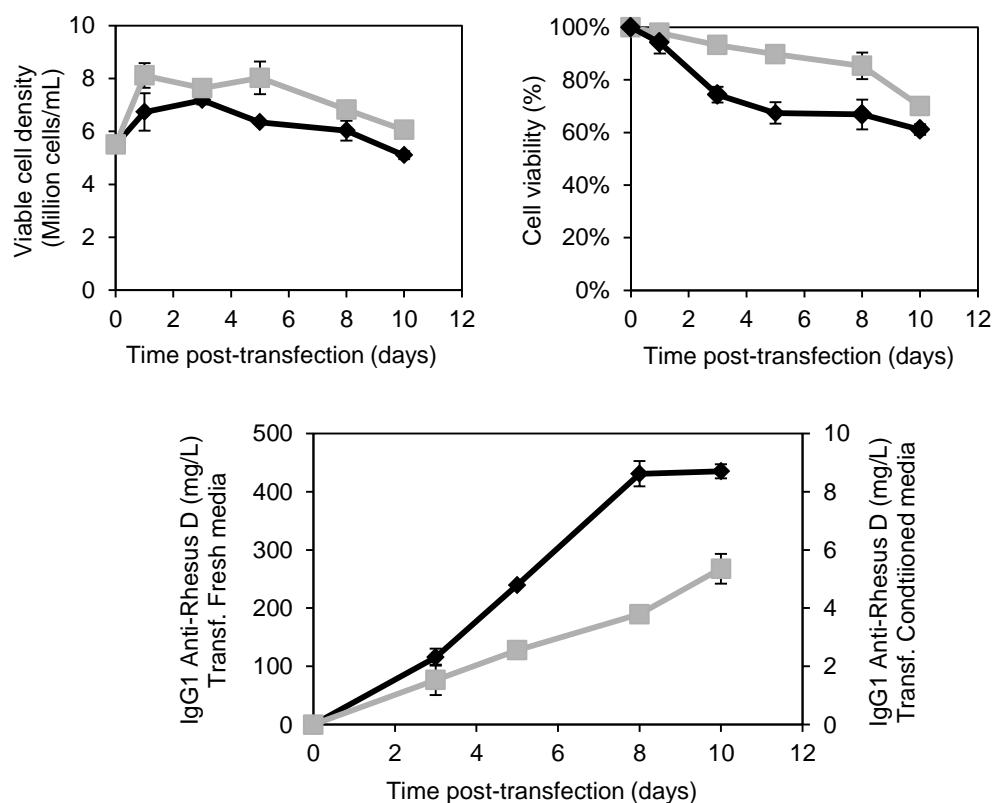 10
8
6
4
2
0
0 2 4 6 8 10 12
Viable cell density
(Million cells/mL)
Time post-transfection (days)
100%
80%
60%
40%
20%
0%
0 2 4 6 8 10 12
Cell viability (%)
Time post-transfection (days)
500
400
300
200
100
0
10
8
6
4
2
0
0 2 4 6 8 10 12
IgG1 Anti-Rhesus D (mg/L)
Transf. Fresh media
IgG1 Anti-Rhesus D (mg/L)
Transf. Condtiioned media
Time post-transfection (days)